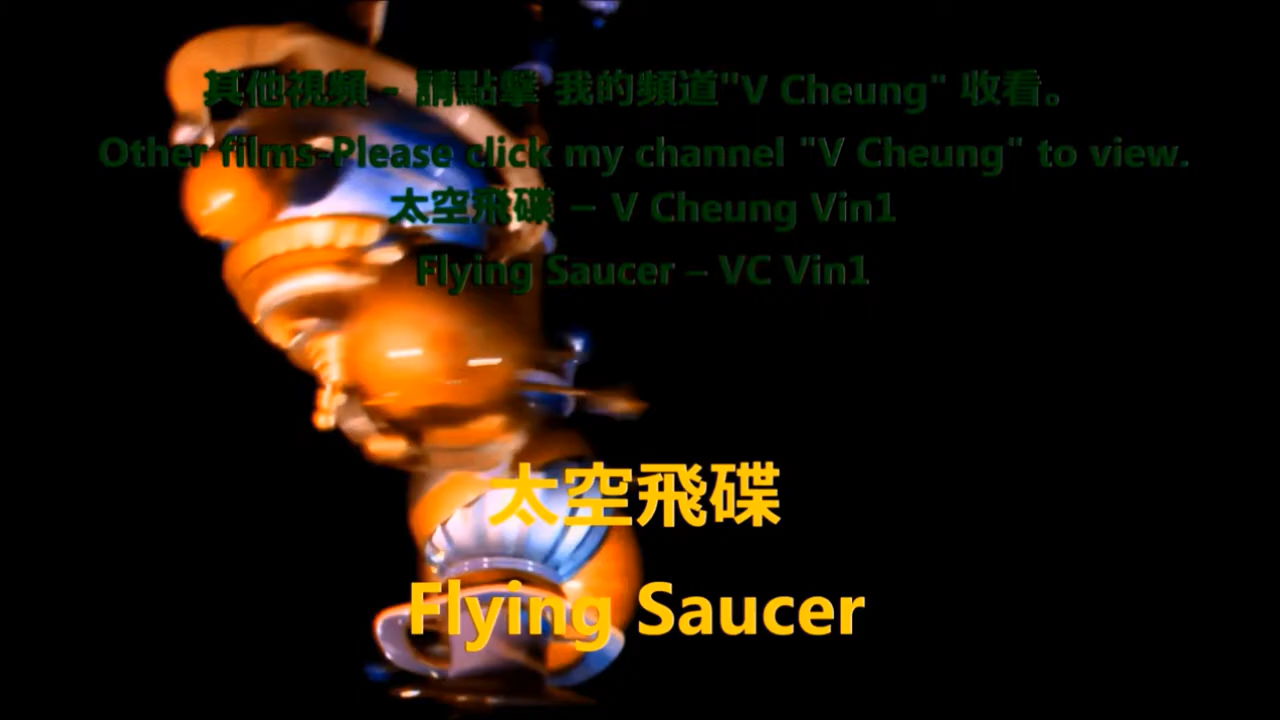 其他視頻 - 請點擊 我的頻道"V Cheung" 收看。
Other films-Please click my channel "V Cheung" to view.
太空飛碟 – V Cheung Vin1
Flying Saucer – VC Vin1
太空飛碟
Flying Saucer